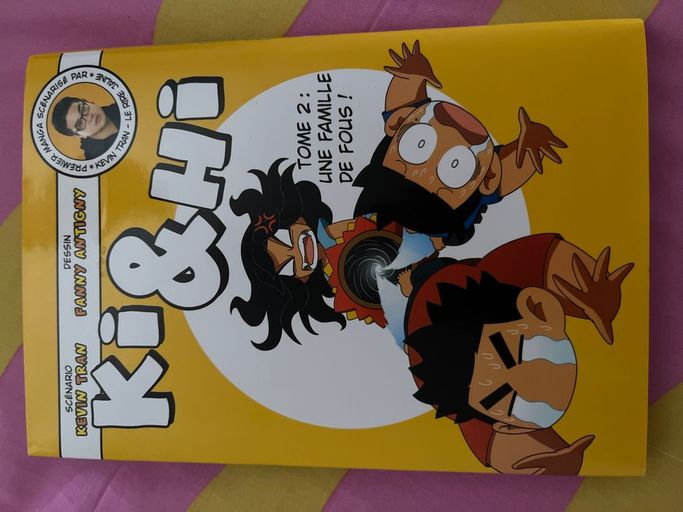 PREMIER MANGA SCÉNARISÉ PAR
★ KEVIN TRAN - LE RIRE JAUNE ★
SCÉNARIO
KEVIN TRAN
DESSIN
FANNY ANTIGNY
Ki & Hi
TOME 2 :
UNE FAMILLE
DE FOUS !